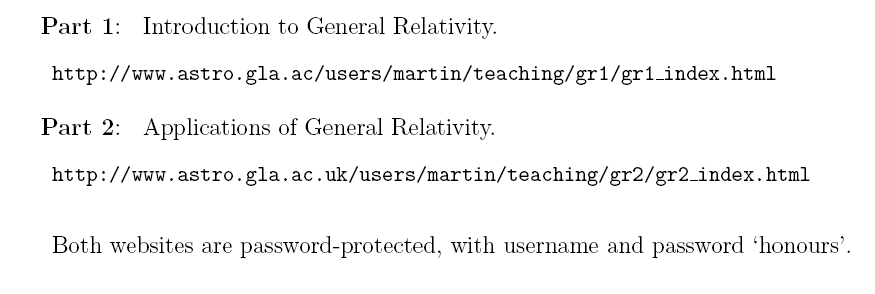 Part 1: Introduction to General Relativity.
http://www.astro.gla.ac/users/martin/teaching/gr1/gr1_index.html
Part 2: Applications of General Relativity.
http://www.astro.gla.ac.uk/users/martin/teaching/gr2/gr2_index.html
Both websites are password-protected, with username and password ‘honours’.